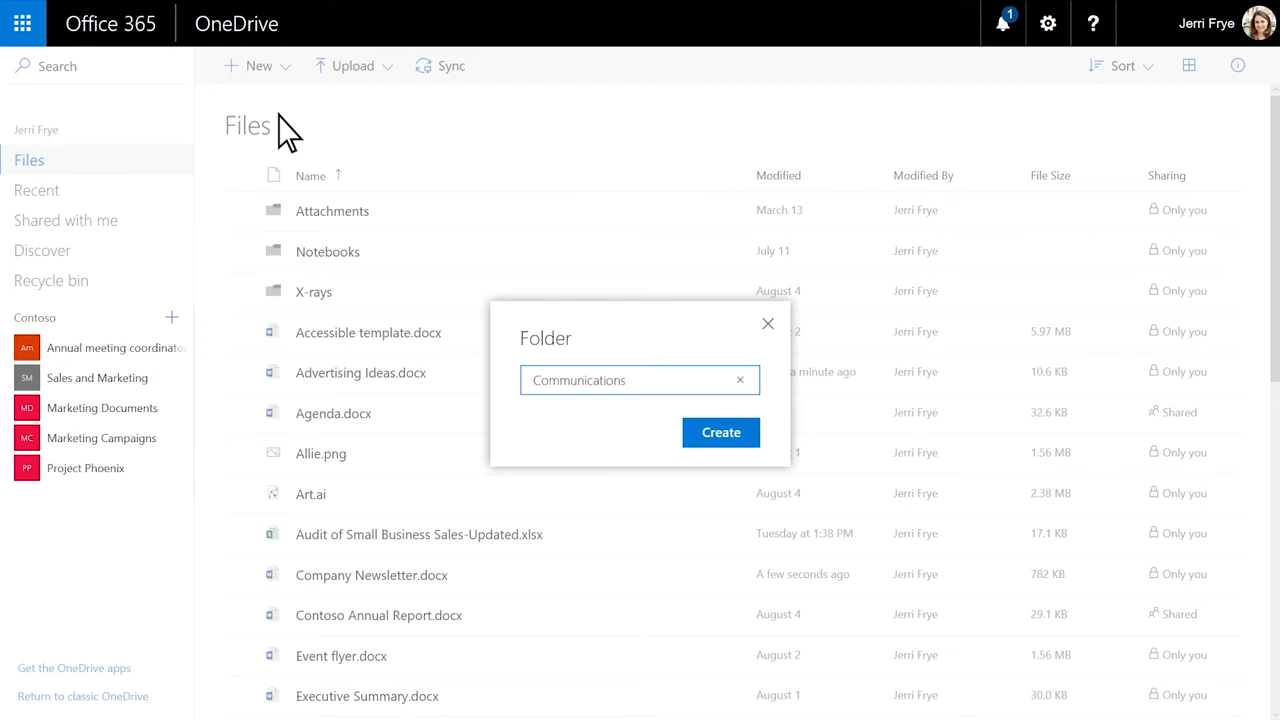 Office 365 OneDrive 1 ? Jerri Frye
Search New Upload Sync Sort
Jerri Frye
Files
Recent
Shared with me
Discover
Recycle bin
Contoso +
Am Annual meeting coordinator
SM Sales and Marketing
MD Marketing Documents
MC Marketing Campaigns
PP Project Phoenix
Get the OneDrive apps
Return to classic OneDrive
Files
Name ↑ Modified Modified By File Size Sharing
Attachments March 13 Jerri Frye Only you
Notebooks July 11 Jerri Frye Only you
X-rays August 4 Jerri Frye Only you
Accessible template.docx 2 Jerri Frye 5.97 MB Only you
Advertising Ideas.docx a minute ago Jerri Frye 10.6 KB Only you
Agenda.docx Jerri Frye 32.6 KB Shared
Allie.png 1 Jerri Frye 1.56 MB Only you
Art.ai August 4 Jerri Frye 2.38 MB Only you
Audit of Small Business Sales-Updated.xlsx Tuesday at 1:38 PM Jerri Frye 17.1 KB Only you
Company Newsletter.docx A few seconds ago Jerri Frye 782 KB Only you
Contoso Annual Report.docx August 4 Jerri Frye 29.1 KB Shared
Event flyer.docx August 2 Jerri Frye 1.56 MB Only you
Executive Summary.docx August 1 Jerri Frye 30.0 KB Only you
Folder
Communications
Create